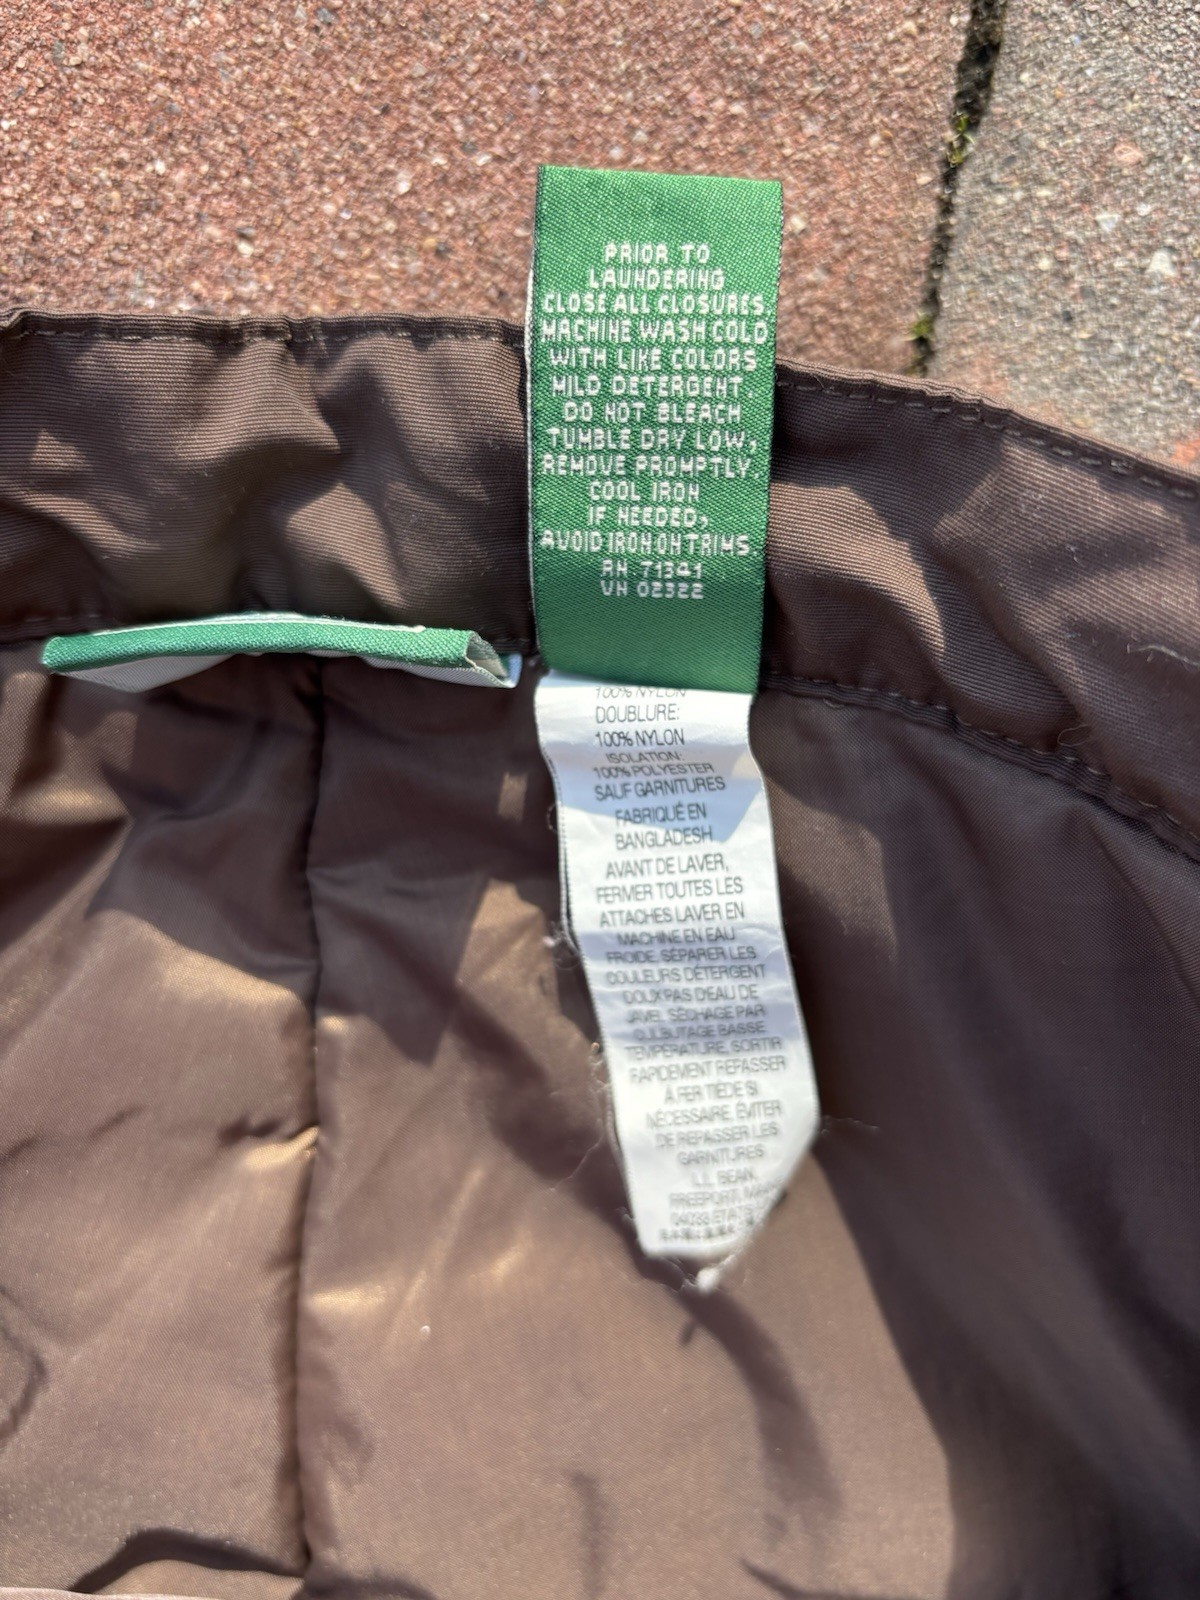 PRIOR TO
LAUNDERING
CLOSE ALL CLOSURES
MACHINE WASH COLD
WITH LIKE COLORS
MILD DETERGENT.
DO NOT BLEACH
TUMBLE DRY LOW,
REMOVE PROMPTLY.
COOL IRON
IF NEEDED,
AVOID IRON ON TRIMS
RN 71341
VN 02322
100% NYLON
DOUBLURE:
100% NYLON
ISOLATION:
100% POLYESTER
SAUF GARNITURES
FABRIQUÉ EN
BANGLADESH
AVANT DE LAVER,
FERMER TOUTES LES
ATTACHES LAVER EN
MACHINE EN EAU
FROIDE, SÉPARER LES
COULEURS DÉTERGENT
DOUX PAS D'EAU DE
JAVEL SÉCHAGE PAR
CULBUTAGE BASSE
TEMPÉRATURE, SORTIR
RAPIDEMENT REPASSER
À FER TIÈDE SI
NÉCESSAIRE, ÉVITER
DE REPASSER LES
GARNITURES
L.L. BEAN,
FREEPORT,
04033